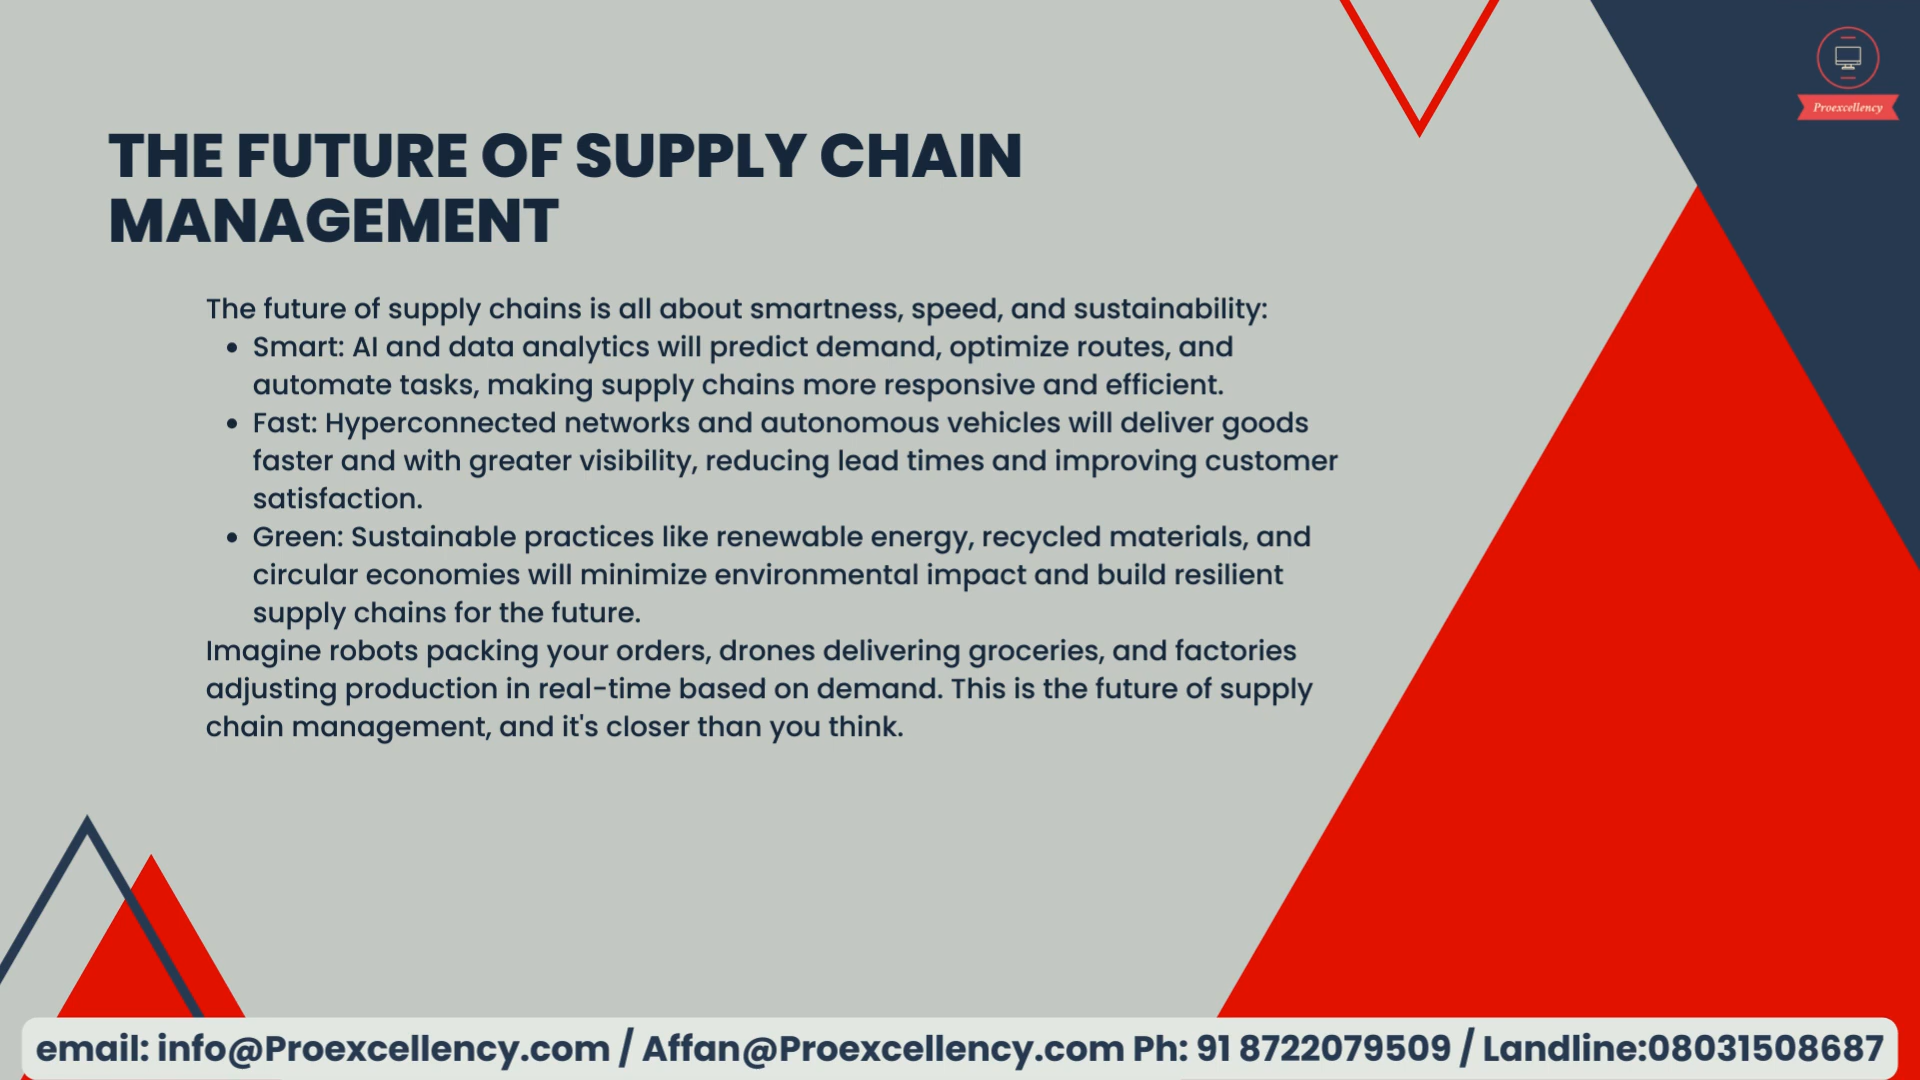 Proexcellency
THE FUTURE OF SUPPLY CHAIN
MANAGEMENT
The future of supply chains is all about smartness, speed, and sustainability:
• Smart: AI and data analytics will predict demand, optimize routes, and
automate tasks, making supply chains more responsive and efficient.
• Fast: Hyperconnected networks and autonomous vehicles will deliver goods
faster and with greater visibility, reducing lead times and improving customer
satisfaction.
• Green: Sustainable practices like renewable energy, recycled materials, and
circular economies will minimize environmental impact and build resilient
supply chains for the future.
Imagine robots packing your orders, drones delivering groceries, and factories
adjusting production in real-time based on demand. This is the future of supply
chain management, and it's closer than you think.
email: info@Proexcellency.com / Affan@Proexcellency.com Ph: 91 8722079509 / Landline:08031508687